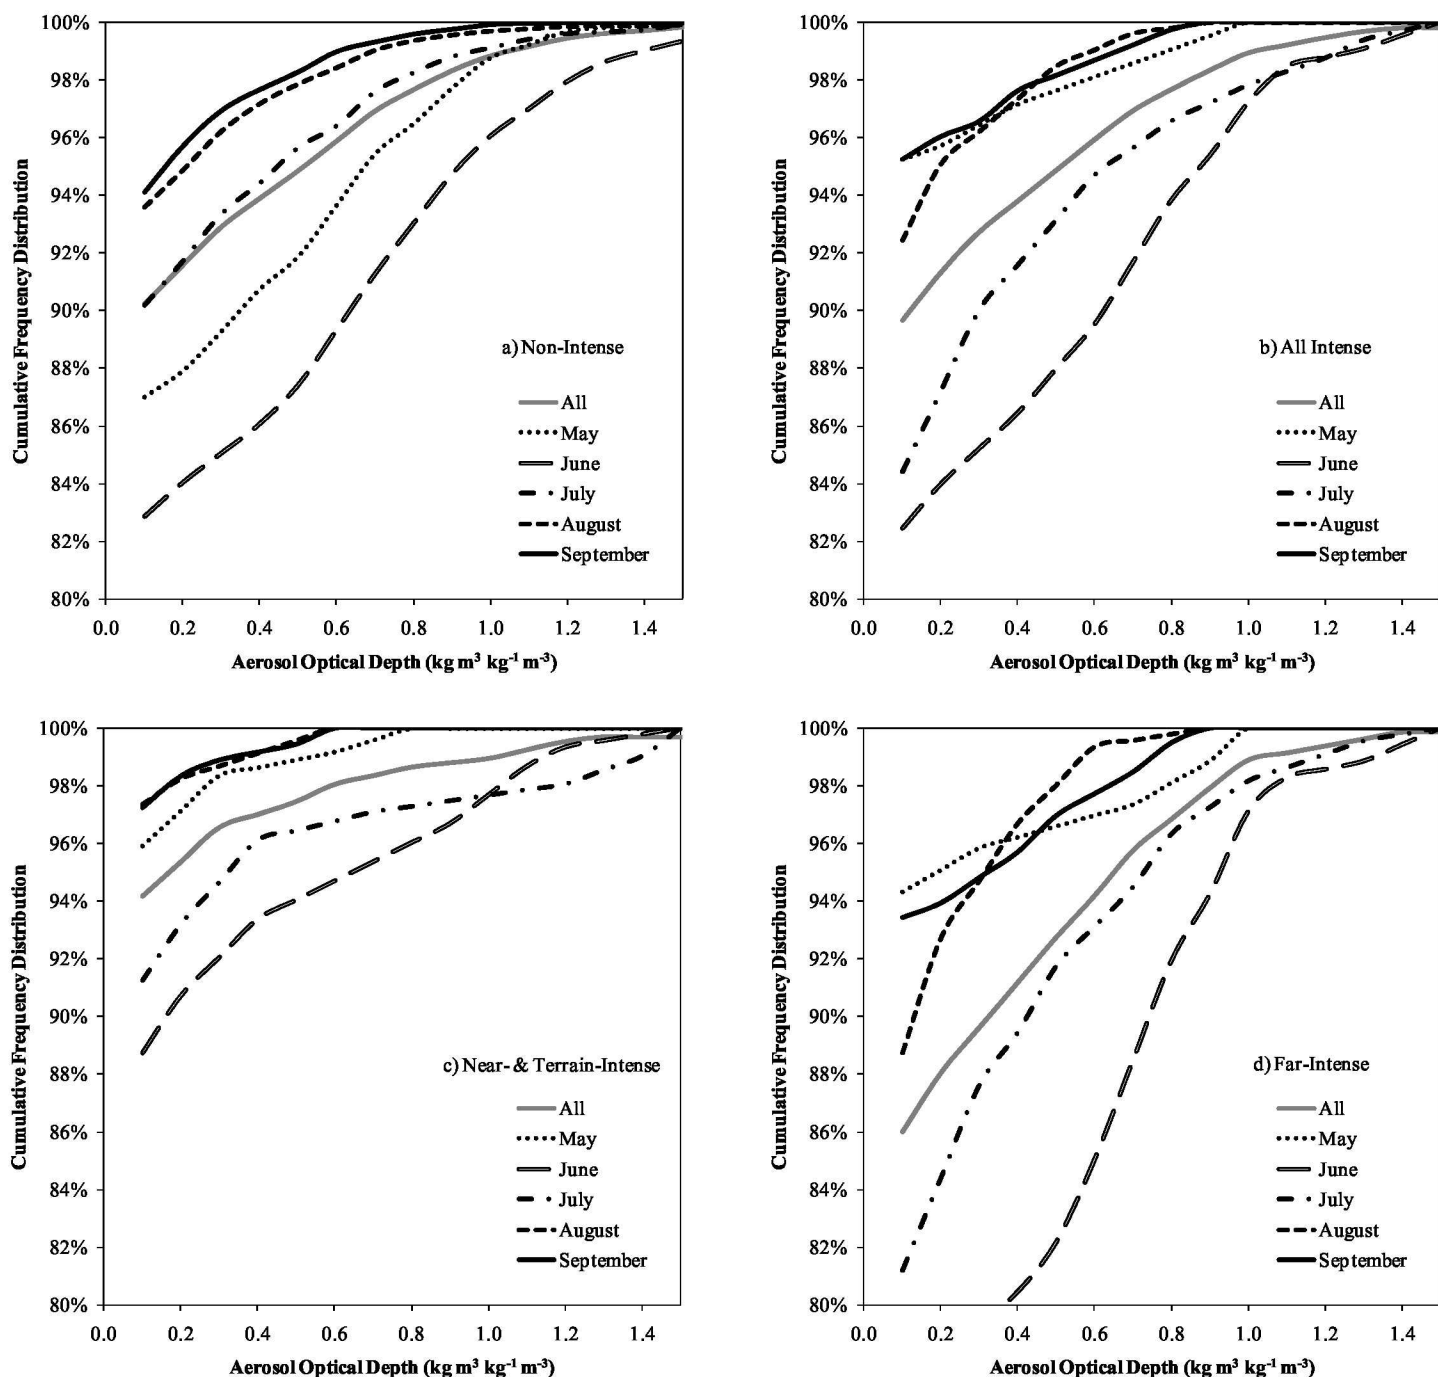 100%
98%
96%
94%
92%
90%
88%
86%
84%
82%
80%
Cumulative Frequency Distribution
a) Non-Intense
All
May
June
July
August
September
0.0 0.2 0.4 0.6 0.8 1.0 1.2 1.4
Aerosol Optical Depth (kg m³ kg⁻¹ m⁻³)
100%
98%
96%
94%
92%
90%
88%
86%
84%
82%
80%
Cumulative Frequency Distribution
b) All Intense
All
May
June
July
August
September
0.0 0.2 0.4 0.6 0.8 1.0 1.2 1.4
Aerosol Optical Depth (kg m³ kg⁻¹ m⁻³)
100%
98%
96%
94%
92%
90%
88%
86%
84%
82%
80%
Cumulative Frequency Distribution
c) Near- & Terrain-Intense
All
May
June
July
August
September
0.0 0.2 0.4 0.6 0.8 1.0 1.2 1.4
Aerosol Optical Depth (kg m³ kg⁻¹ m⁻³)
100%
98%
96%
94%
92%
90%
88%
86%
84%
82%
80%
Cumulative Frequency Distribution
d) Far-Intense
All
May
June
July
August
September
0.0 0.2 0.4 0.6 0.8 1.0 1.2 1.4
Aerosol Optical Depth (kg m³ kg⁻¹ m⁻³)